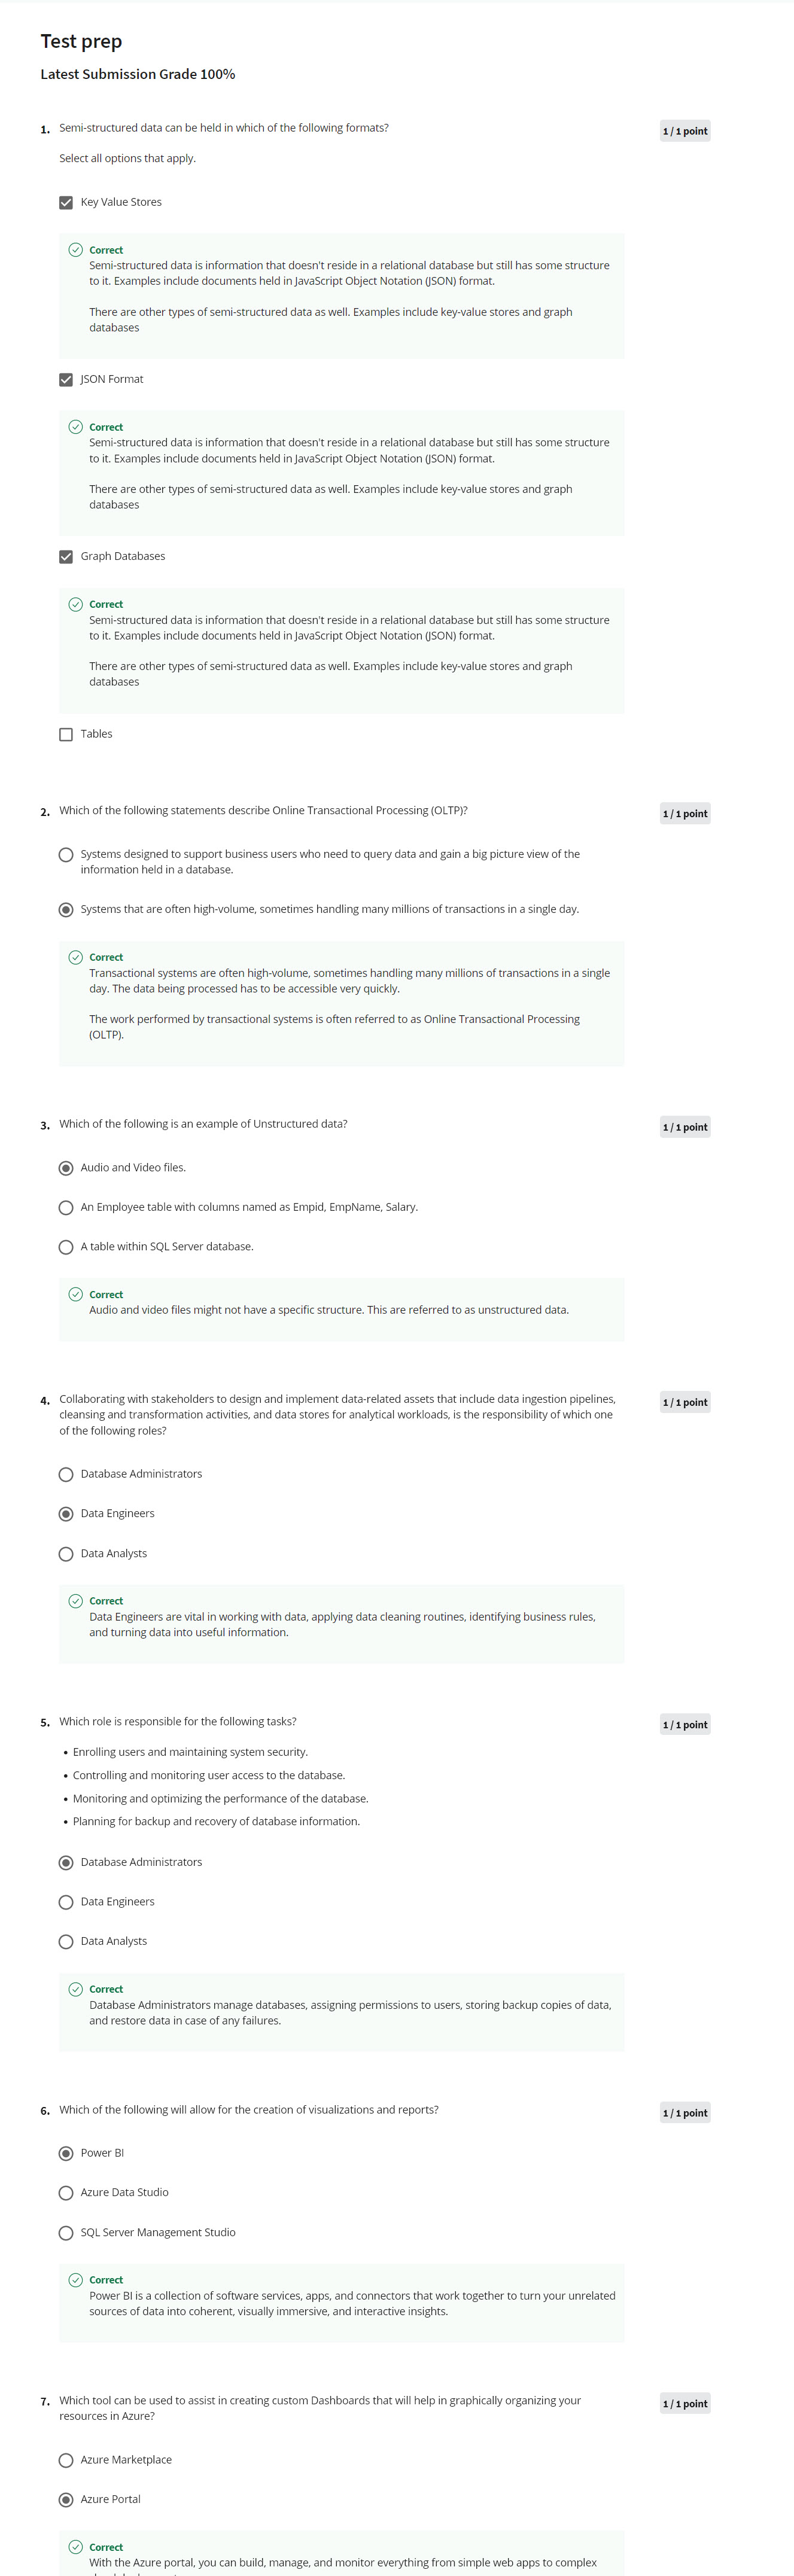 Test prep
Latest Submission Grade 100%
1. Semi-structured data can be held in which of the following formats?
1 / 1 point
Select all options that apply.
Key Value Stores
Correct
Semi-structured data is information that doesn't reside in a relational database but still has some structure
to it. Examples include documents held in JavaScript Object Notation (JSON) format.
There are other types of semi-structured data as well. Examples include key-value stores and graph
databases
JSON Format
Correct
Semi-structured data is information that doesn't reside in a relational database but still has some structure
to it. Examples include documents held in JavaScript Object Notation (JSON) format.
There are other types of semi-structured data as well. Examples include key-value stores and graph
databases
Graph Databases
Correct
Semi-structured data is information that doesn't reside in a relational database but still has some structure
to it. Examples include documents held in JavaScript Object Notation (JSON) format.
There are other types of semi-structured data as well. Examples include key-value stores and graph
databases
Tables
2. Which of the following statements describe Online Transactional Processing (OLTP)?
1 / 1 point
Systems designed to support business users who need to query data and gain a big picture view of the
information held in a database.
Systems that are often high-volume, sometimes handling many millions of transactions in a single day.
Correct
Transactional systems are often high-volume, sometimes handling many millions of transactions in a single
day. The data being processed has to be accessible very quickly.
The work performed by transactional systems is often referred to as Online Transactional Processing
(OLTP).
3. Which of the following is an example of Unstructured data?
1 / 1 point
Audio and Video files.
An Employee table with columns named as Empid, EmpName, Salary.
A table within SQL Server database.
Correct
Audio and video files might not have a specific structure. This are referred to as unstructured data.
4. Collaborating with stakeholders to design and implement data-related assets that include data ingestion pipelines,
cleansing and transformation activities, and data stores for analytical workloads, is the responsibility of which one
of the following roles?
1 / 1 point
Database Administrators
Data Engineers
Data Analysts
Correct
Data Engineers are vital in working with data, applying data cleaning routines, identifying business rules,
and turning data into useful information.
5. Which role is responsible for the following tasks?
1 / 1 point
• Enrolling users and maintaining system security.
• Controlling and monitoring user access to the database.
• Monitoring and optimizing the performance of the database.
• Planning for backup and recovery of database information.
Database Administrators
Data Engineers
Data Analysts
Correct
Database Administrators manage databases, assigning permissions to users, storing backup copies of data,
and restore data in case of any failures.
6. Which of the following will allow for the creation of visualizations and reports?
1 / 1 point
Power BI
Azure Data Studio
SQL Server Management Studio
Correct
Power BI is a collection of software services, apps, and connectors that work together to turn your unrelated
sources of data into coherent, visually immersive, and interactive insights.
7. Which tool can be used to assist in creating custom Dashboards that will help in graphically organizing your
resources in Azure?
1 / 1 point
Azure Marketplace
Azure Portal
Correct
With the Azure portal, you can build, manage, and monitor everything from simple web apps to complex